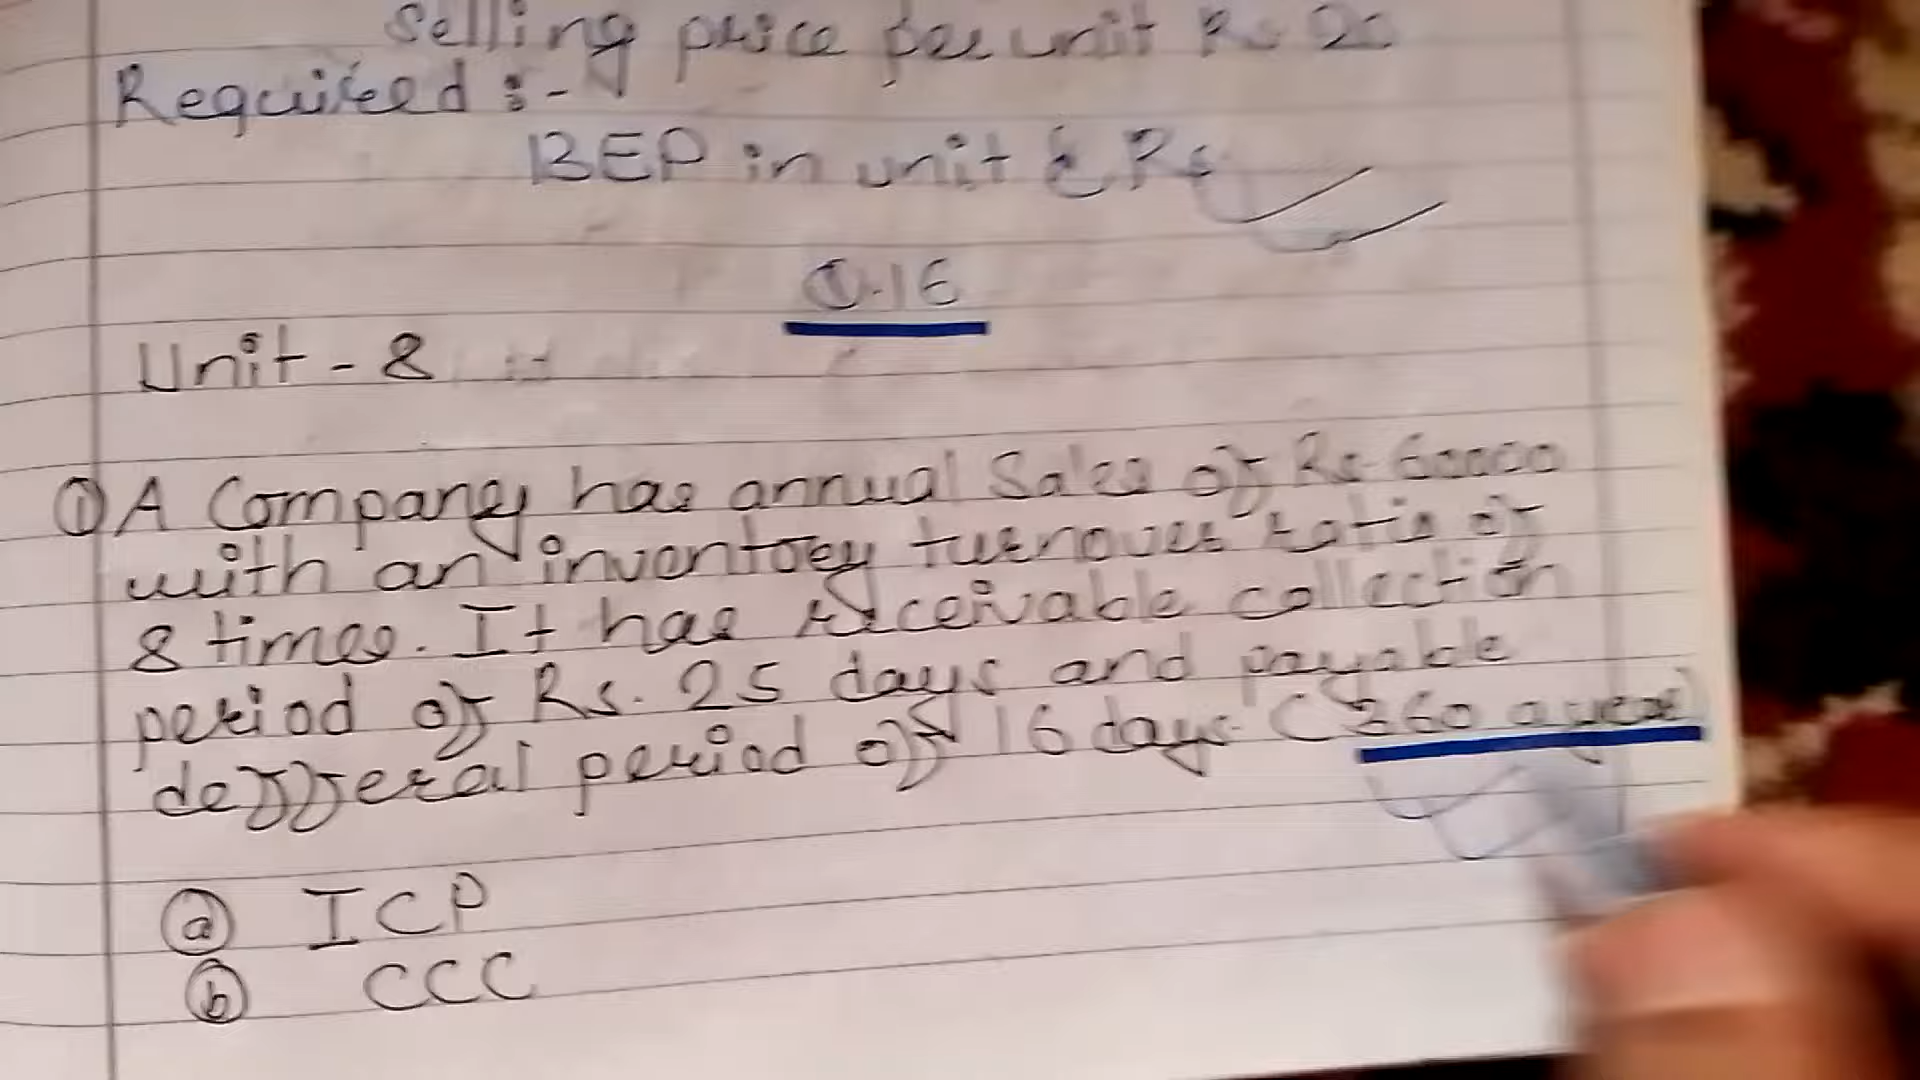 Selling price per unit Rs 20
Required :-
BEP in unit & Rs
Q.16
Unit - 8
① A Company has annual Sales of Rs 60000
with an inventory turnover ratio of
8 times. It has receivable collection
period of Rs. 25 days and payable
defferal period of 16 days (360 a year)
ⓐ ICP
ⓑ CCC